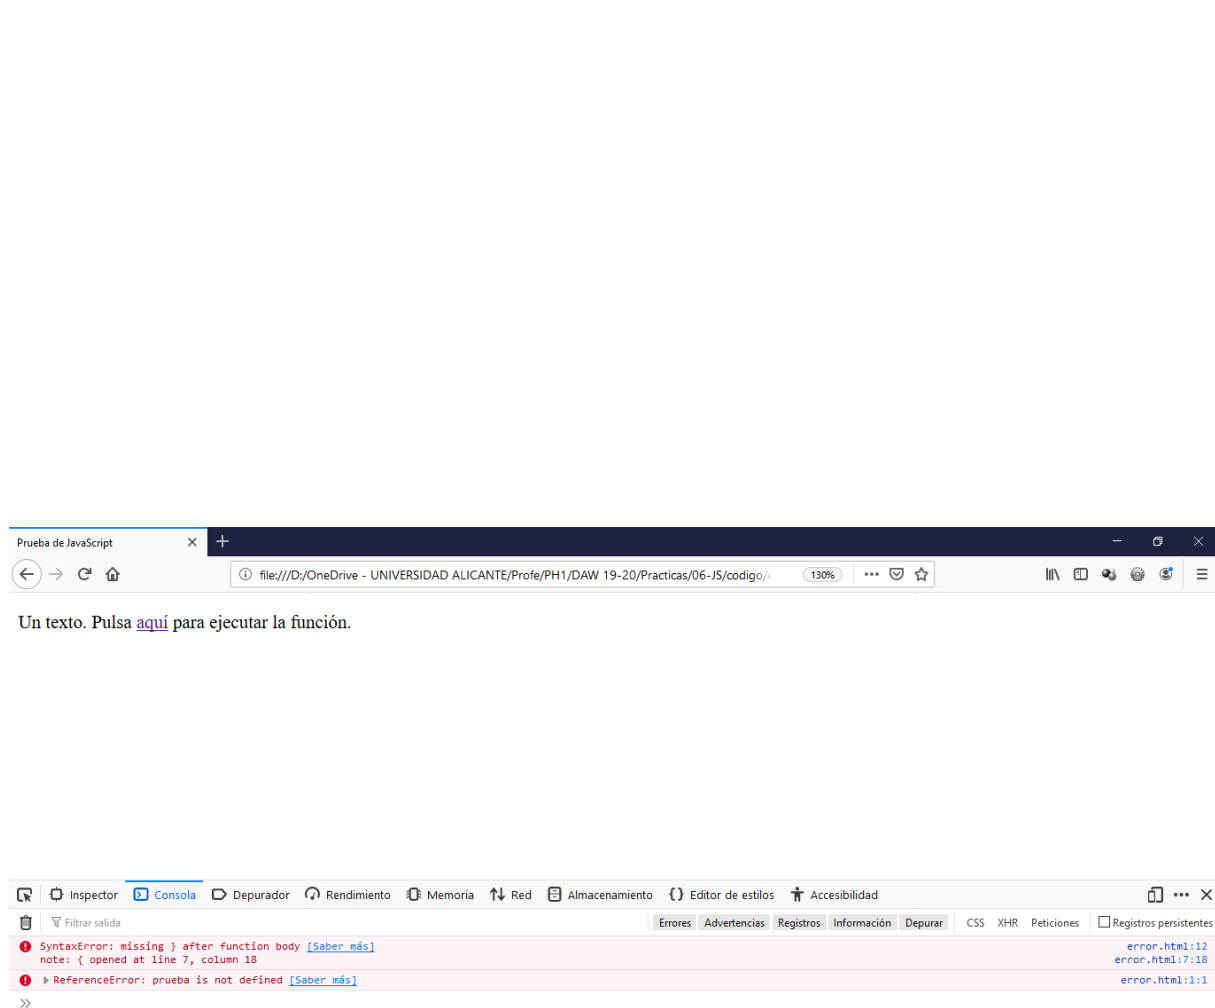 Prueba de JavaScript
file:///D:/OneDrive - UNIVERSIDAD ALICANTE/Profe/PH1/DAW 19-20/Practicas/06-JS/codigo/ 130%
Un texto. Pulsa aquí para ejecutar la función.
Inspector Consola Depurador Rendimiento Memoria Red Almacenamiento Editor de estilos Accesibilidad
Filtrar salida Errores Advertencias Registros Información Depurar CSS XHR Peticiones Registros persistentes
SyntaxError: missing } after function body [Saber más] error.html:12
note: { opened at line 7, column 18 error.html:7:18
ReferenceError: prueba is not defined [Saber más] error.html:1:1